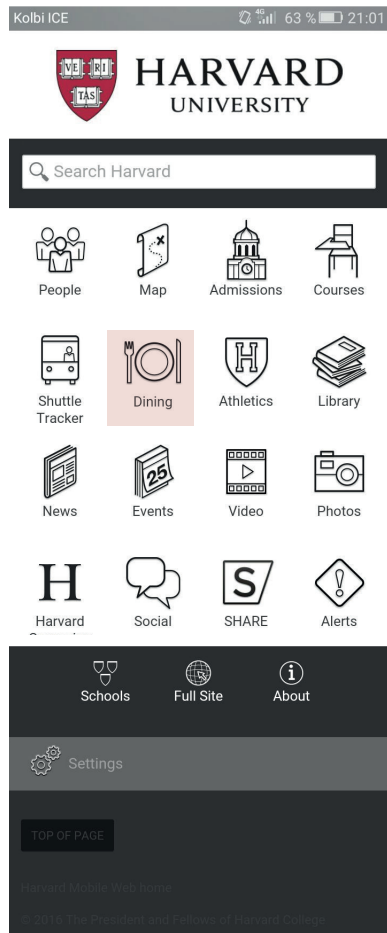 Kolbi ICE 4G 63 % 21:01
VE RI
TAS
HARVARD
UNIVERSITY
Search Harvard
People Map Admissions Courses
Shuttle Tracker Dining Athletics Library
25
News Events Video Photos
H
S
Harvard Social SHARE Alerts
Schools Full Site About
Settings
TOP OF PAGE
Harvard Mobile Web home
© 2016 The President and Fellows of Harvard College